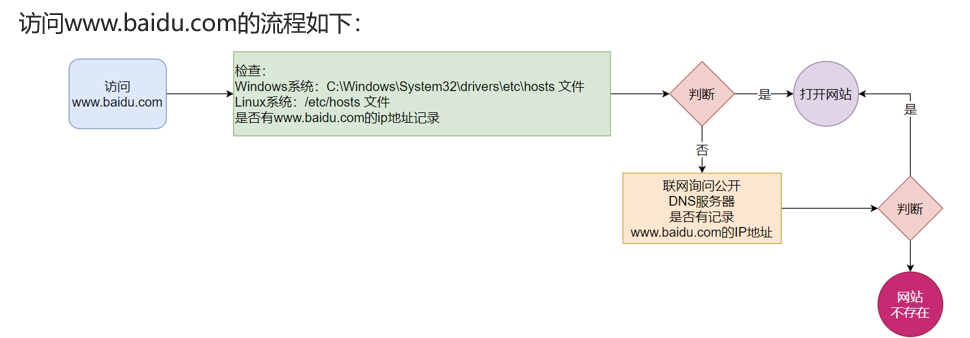 访问www.baidu.com的流程如下：
访问
www.baidu.com
检查：
Windows系统：C:\Windows\System32\drivers\etc\hosts 文件
Linux系统：/etc/hosts 文件
是否有www.baidu.com的ip地址记录
判断
是
打开网站
否
联网询问公开
DNS服务器
是否有记录
www.baidu.com的IP地址
判断
是
网站
不存在